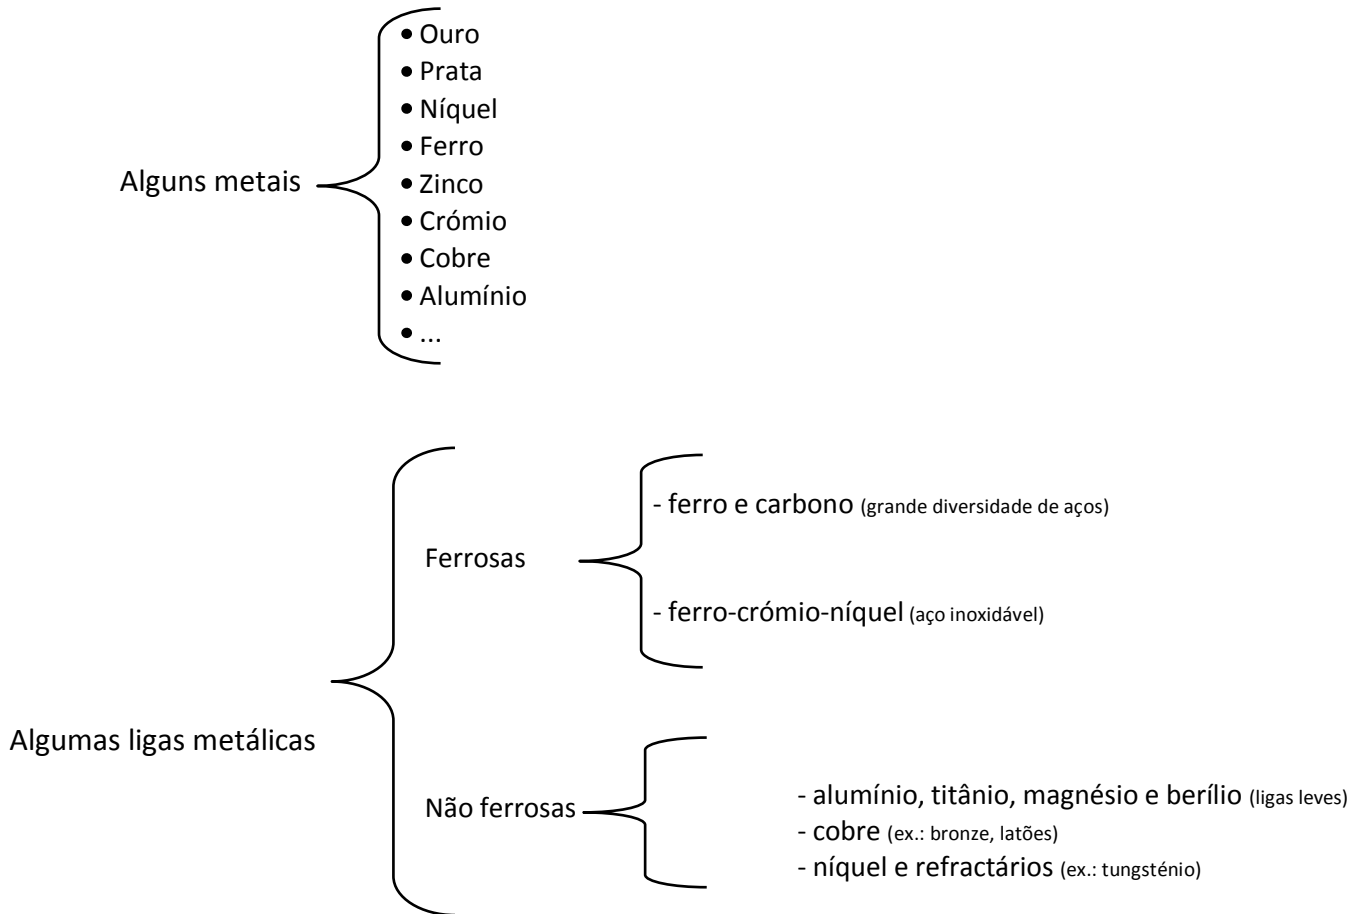 • Ouro
• Prata
• Níquel
• Ferro
Alguns metais
• Zinco
• Crómio
• Cobre
• Alumínio
• ...
- ferro e carbono (grande diversidade de aços)
Ferrosas
- ferro-crómio-níquel (aço inoxidável)
Algumas ligas metálicas
Não ferrosas
- alumínio, titânio, magnésio e berílio (ligas leves)
- cobre (ex.: bronze, latões)
- níquel e refractários (ex.: tungsténio)